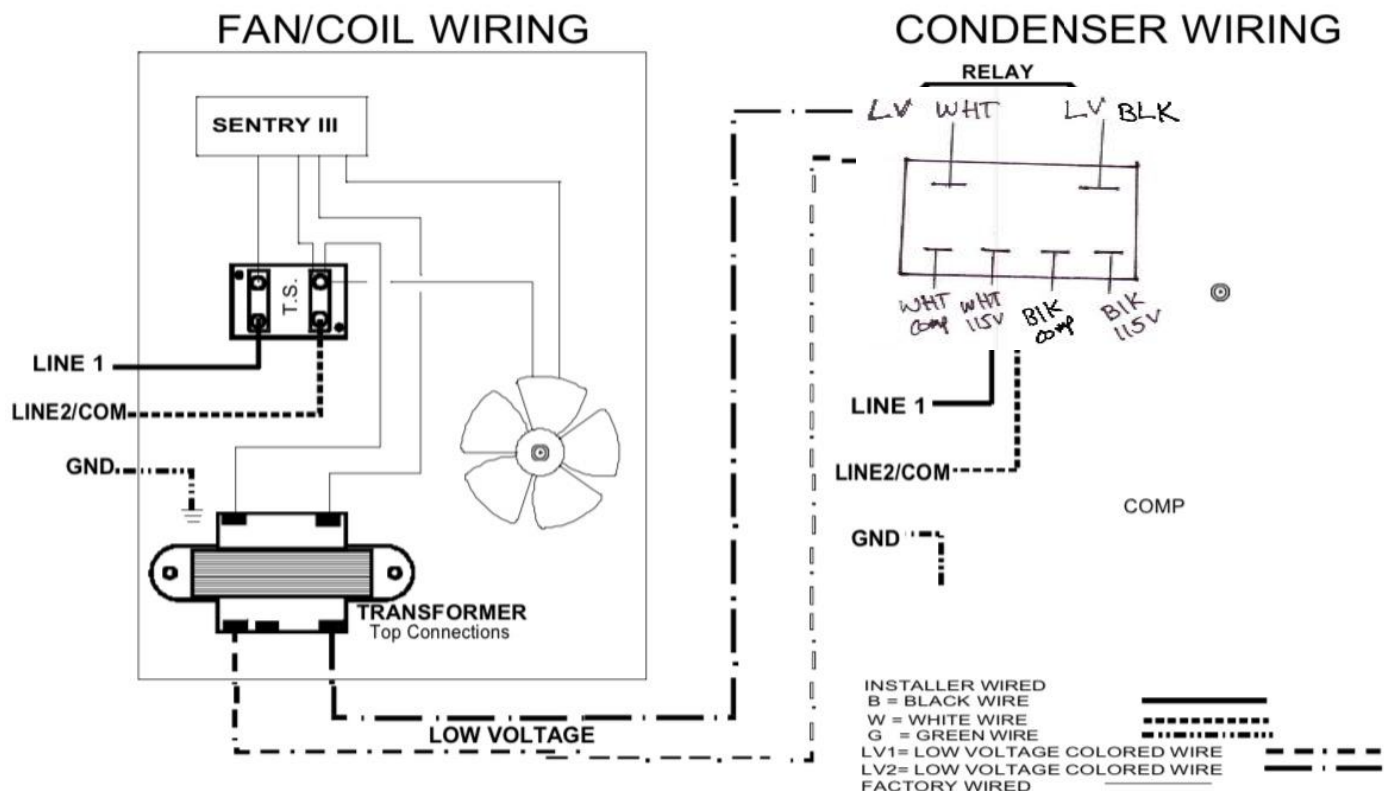 FAN/COIL WIRING
CONDENSER WIRING
RELAY
SENTRY III
LV WHT LV BLK
T.S.
WHT comp
WHT 115V
BlK comp
BlK 115V
LINE 1
LINE2/COM
GND
LINE 1
LINE2/COM
GND
COMP
TRANSFORMER
Top Connections
LOW VOLTAGE
INSTALLER WIRED
B = BLACK WIRE
W = WHITE WIRE
G = GREEN WIRE
LV1= LOW VOLTAGE COLORED WIRE
LV2= LOW VOLTAGE COLORED WIRE
FACTORY WIRED